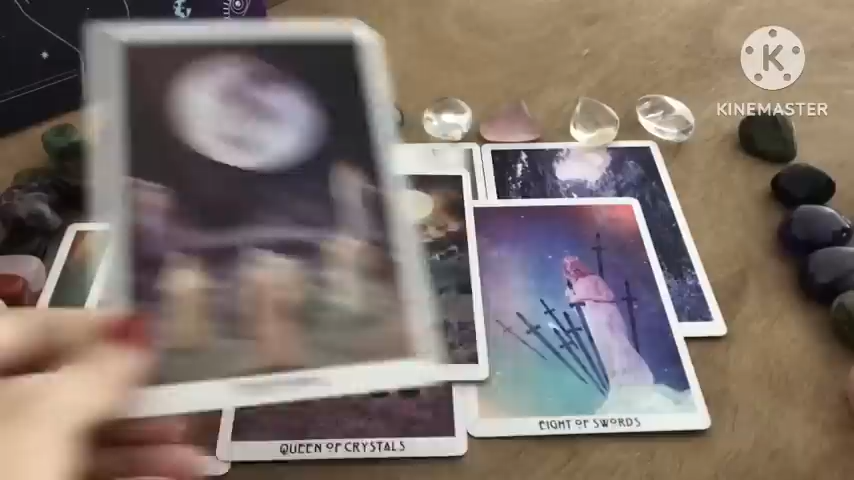 K
KINEMASTER
EIGHT OF SWORDS
QUEEN OF CRYSTALS